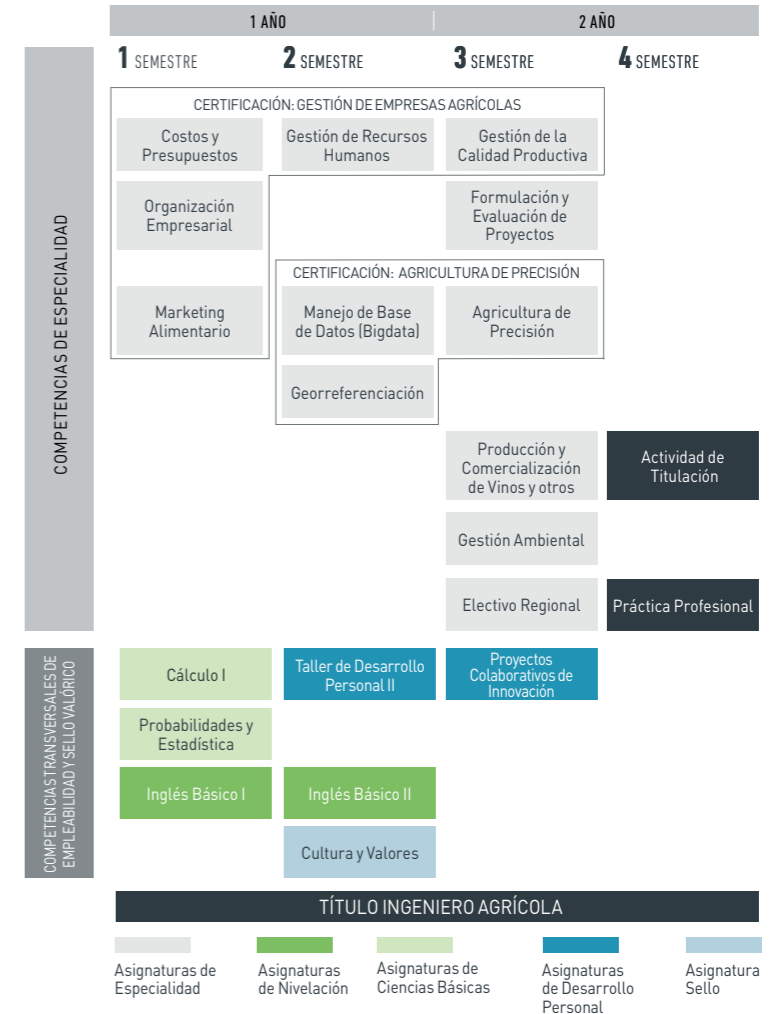 1 AÑO
2 AÑO
1 SEMESTRE
2 SEMESTRE
3 SEMESTRE
4 SEMESTRE
COMPETENCIAS DE ESPECIALIDAD
CERTIFICACIÓN: GESTIÓN DE EMPRESAS AGRÍCOLAS
Costos y
Presupuestos
Gestión de Recursos
Humanos
Gestión de la
Calidad Productiva
Organización
Empresarial
Formulación y
Evaluación de
Proyectos
CERTIFICACIÓN: AGRICULTURA DE PRECISIÓN
Marketing
Alimentario
Manejo de Base
de Datos (Bigdata)
Agricultura de
Precisión
Georreferenciación
Producción y
Comercialización
de Vinos y otros
Actividad de
Titulación
Gestión Ambiental
Electivo Regional
Práctica Profesional
COMPETENCIAS TRANSVERSALES DE
EMPLEABILIDAD Y SELLO VALÓRICO
Cálculo I
Taller de Desarrollo
Personal II
Proyectos
Colaborativos de
Innovación
Probabilidades y
Estadística
Inglés Básico I
Inglés Básico II
Cultura y Valores
TÍTULO INGENIERO AGRÍCOLA
Asignaturas de
Especialidad
Asignaturas
de Nivelación
Asignaturas de
Ciencias Básicas
Asignaturas
de Desarrollo
Personal
Asignatura
Sello